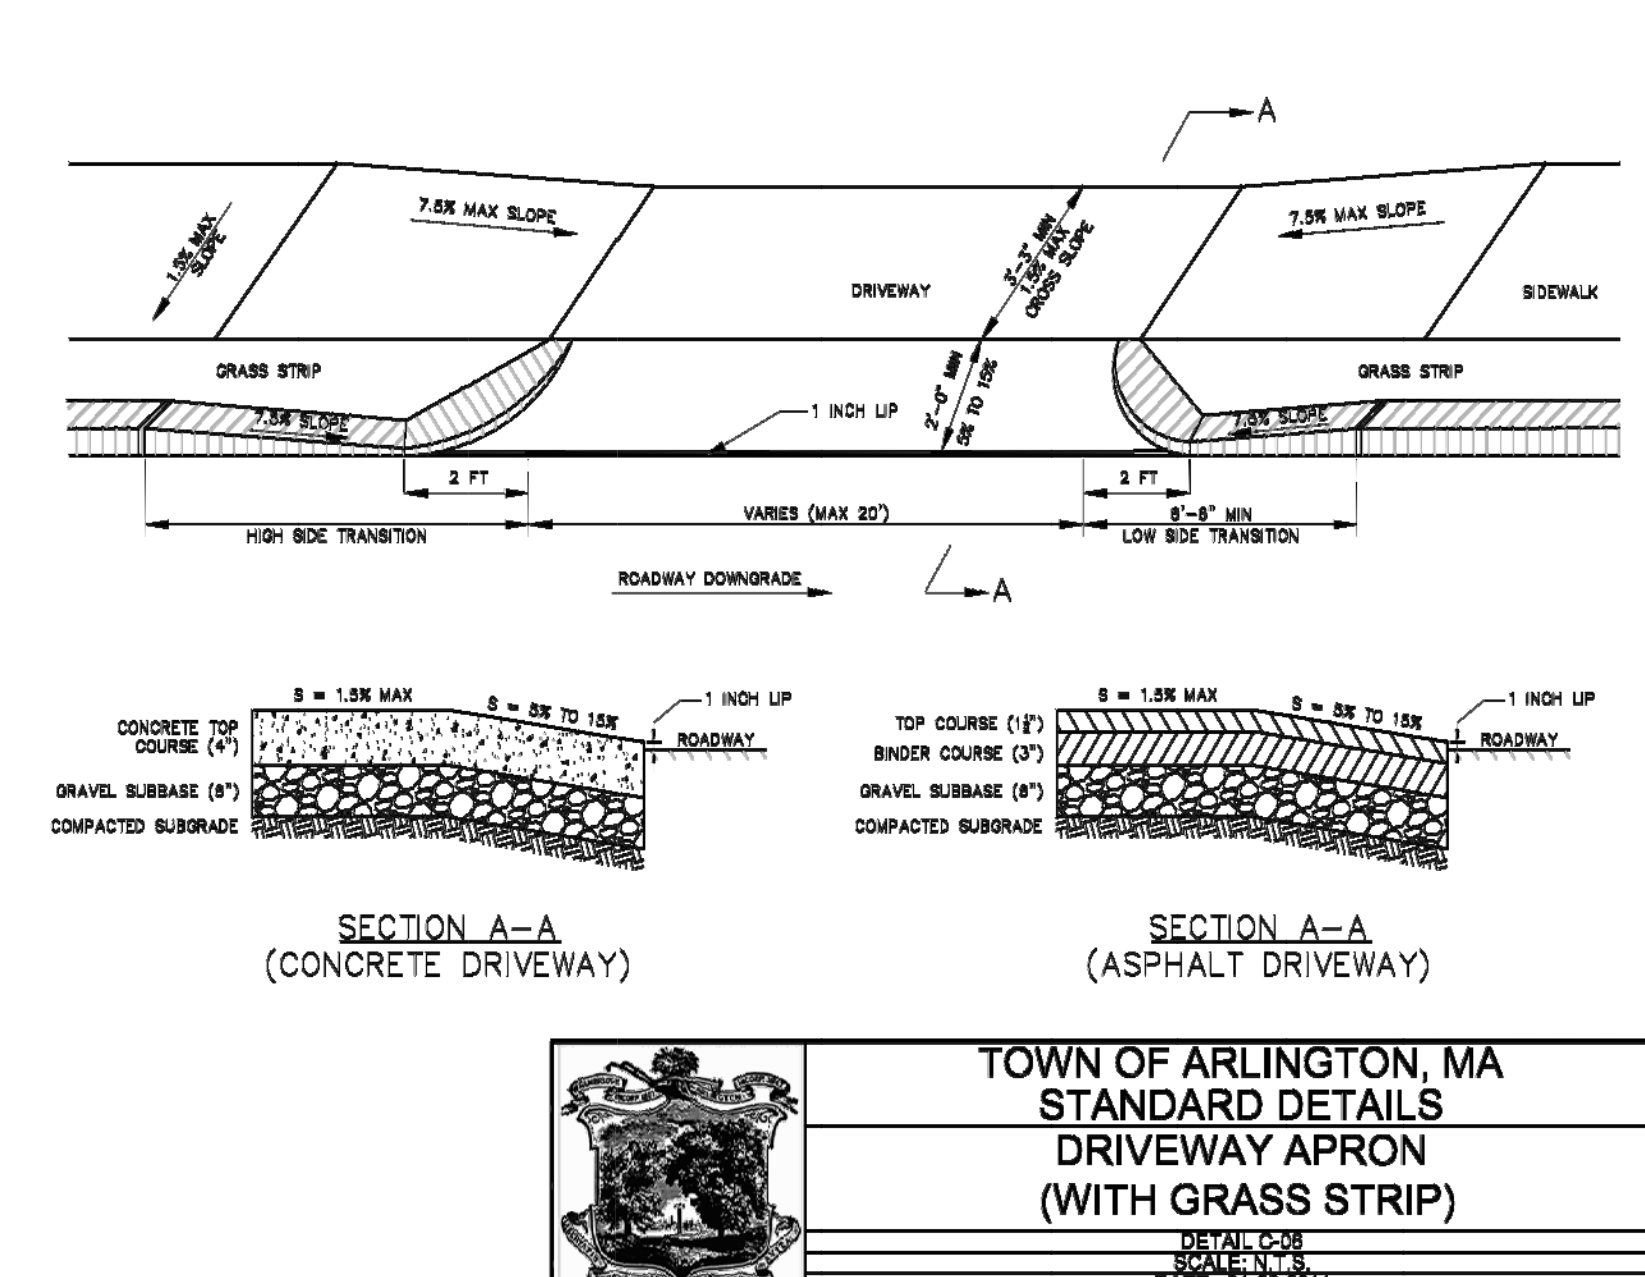 A
7.5% MAX SLOPE
7.5% MAX SLOPE
1.5% MAX
SLOPE
3'-3" MIN
1.5% MAX
CROSS SLOPE
DRIVEWAY
SIDEWALK
GRASS STRIP
GRASS STRIP
2'-0" MIN
5% TO 15%
1 INCH LIP
7.5% SLOPE
7.5% SLOPE
2 FT
2 FT
VARIES (MAX 20')
6'-6" MIN
HIGH SIDE TRANSITION
LOW SIDE TRANSITION
ROADWAY DOWNGRADE
A
S = 1.5% MAX
S = 5% TO 15%
1 INCH LIP
CONCRETE TOP
COURSE (4")
ROADWAY
GRAVEL SUBBASE (8")
COMPACTED SUBGRADE
SECTION A-A
(CONCRETE DRIVEWAY)
S = 1.5% MAX
S = 5% TO 15%
1 INCH LIP
TOP COURSE (1½")
BINDER COURSE (3")
ROADWAY
GRAVEL SUBBASE (8")
COMPACTED SUBGRADE
SECTION A-A
(ASPHALT DRIVEWAY)
TOWN OF ARLINGTON, MA
STANDARD DETAILS
DRIVEWAY APRON
(WITH GRASS STRIP)
DETAIL C-06
SCALE: N.T.S.